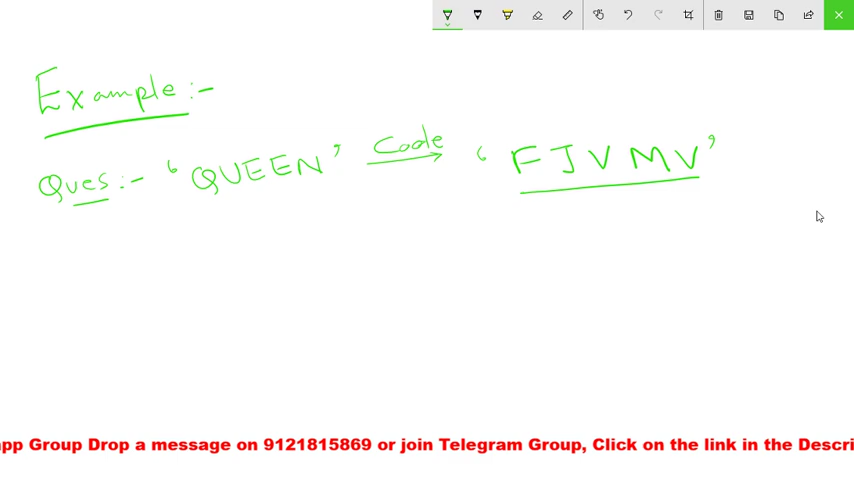 Example :-
Ques :- 'QUEEN' Code 'FJVMV'
app Group Drop a message on 9121815869 or join Telegram Group, Click on the link in the Descri